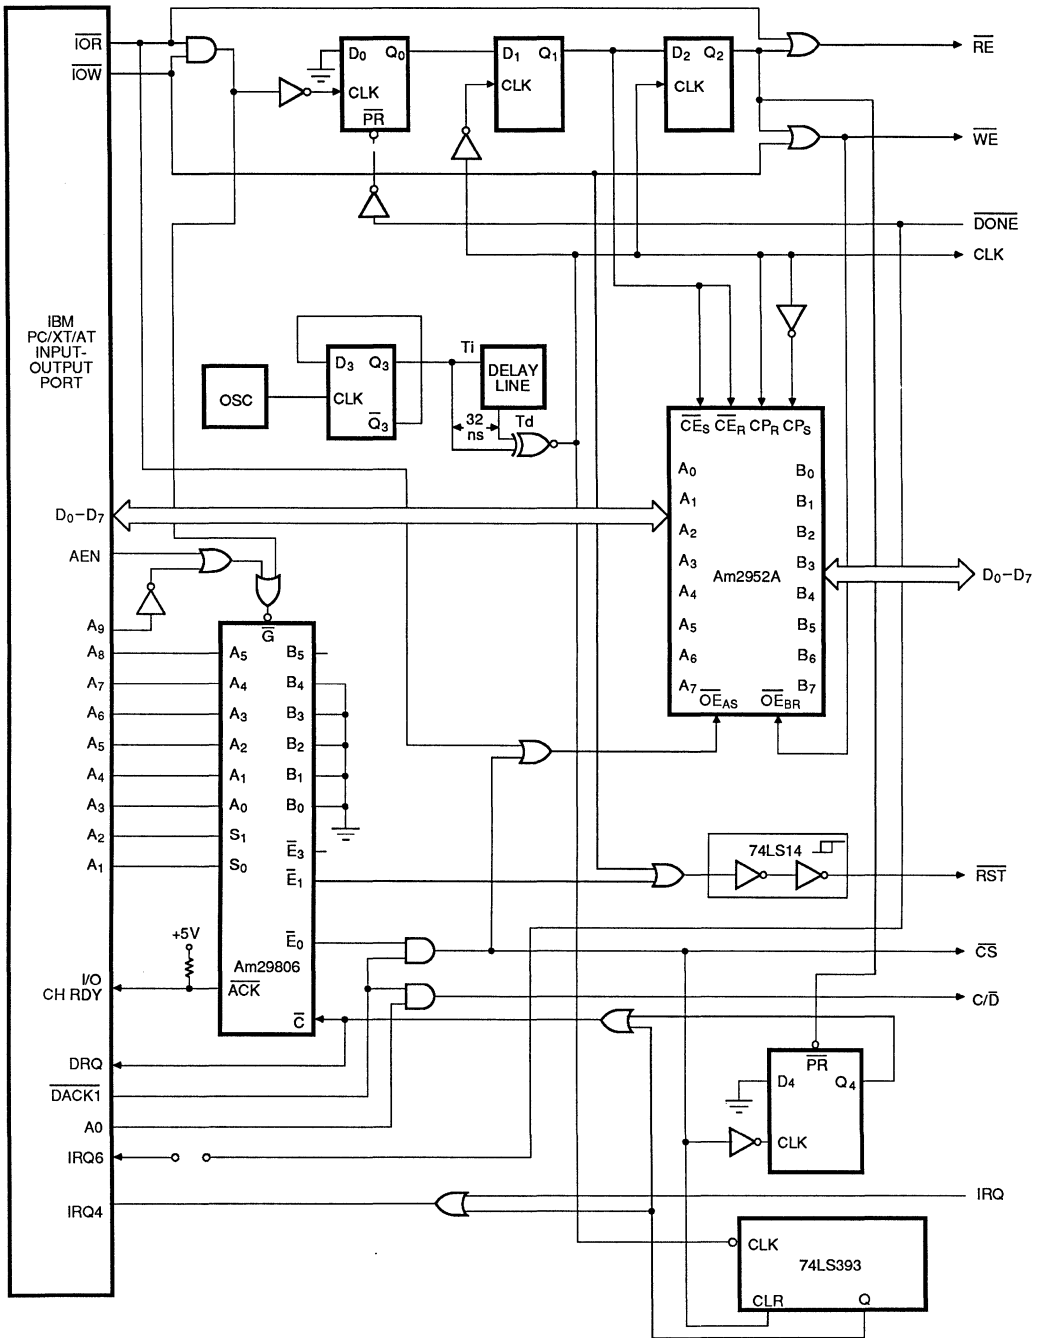 IOR
IOW
D0 Q0
CLK
PR
D1 Q1
CLK
D2 Q2
CLK
RE
WE
DONE
CLK
IBM
PC/XT/AT
INPUT-
OUTPUT
PORT
OSC
D3 Q3
CLK
Q3
Ti
DELAY
LINE
32
ns
Td
CES CER CPR CPS
A0 B0
A1 B1
A2 B2
A3 B3
Am2952A
A4 B4
A5 B5
A6 B6
A7 B7
OEAS OEBR
D0–D7
D0–D7
AEN
A9
A8
A7
A6
A5
A4
A3
A2
A1
G
A5 B5
A4 B4
A3 B3
A2 B2
A1 B1
A0 B0
S1 E3
S0 E1
E0
Am29806
ACK
C
+5V
I/O
CH RDY
DRQ
DACK1
A0
IRQ6
IRQ4
74LS14
RST
CS
C/D
PR
D4 Q4
CLK
IRQ
CLK
74LS393
CLR Q